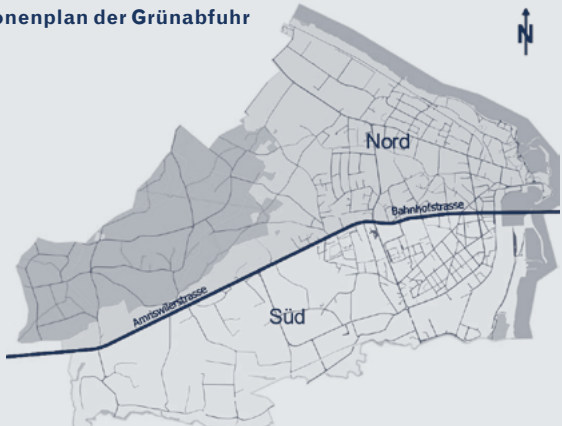 onenplan der Grünabfuhr
N
Nord
Bahnhofstrasse
Amriswilerstrasse
Süd